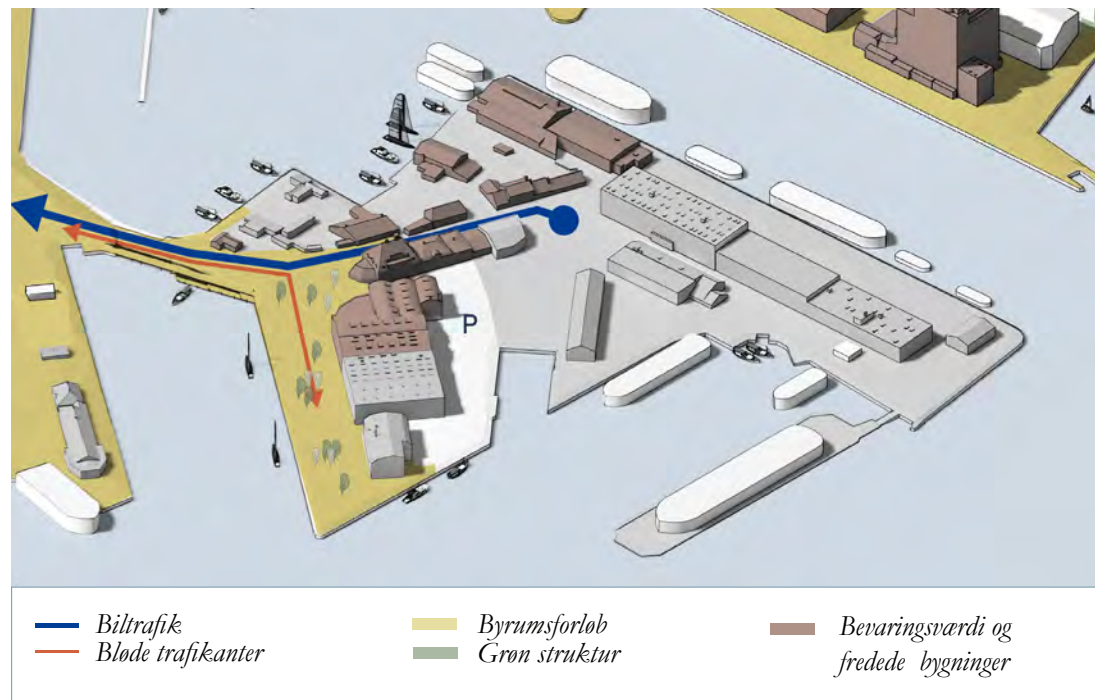 P
Biltrafik
Bløde trafikanter
Byrumsforløb
Grøn struktur
Bevaringsværdi og
fredede bygninger